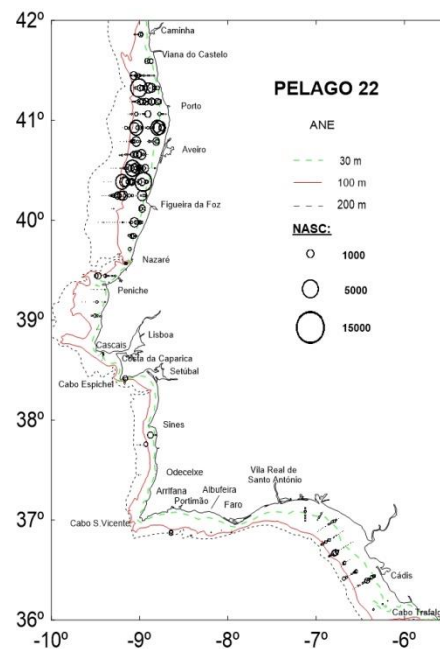 42°
Caminha
Viana do Castelo
PELAGO 22
41°
Porto
ANE
Aveiro
30 m
100 m
Figueira da Foz
200 m
40°
NASC:
1000
Nazaré
Peniche
5000
39°
Lisboa
15000
Cascais
Costa da Caparica
Setúbal
Cabo Espichel
38°
Sines
Odeceixe
Vila Real de
Santo António
Arrifana
Albufeira
Portimão
Faro
37°
Cabo S.Vicente
Cádis
Cabo Trafalg
36°
-10° -9° -8° -7° -6°